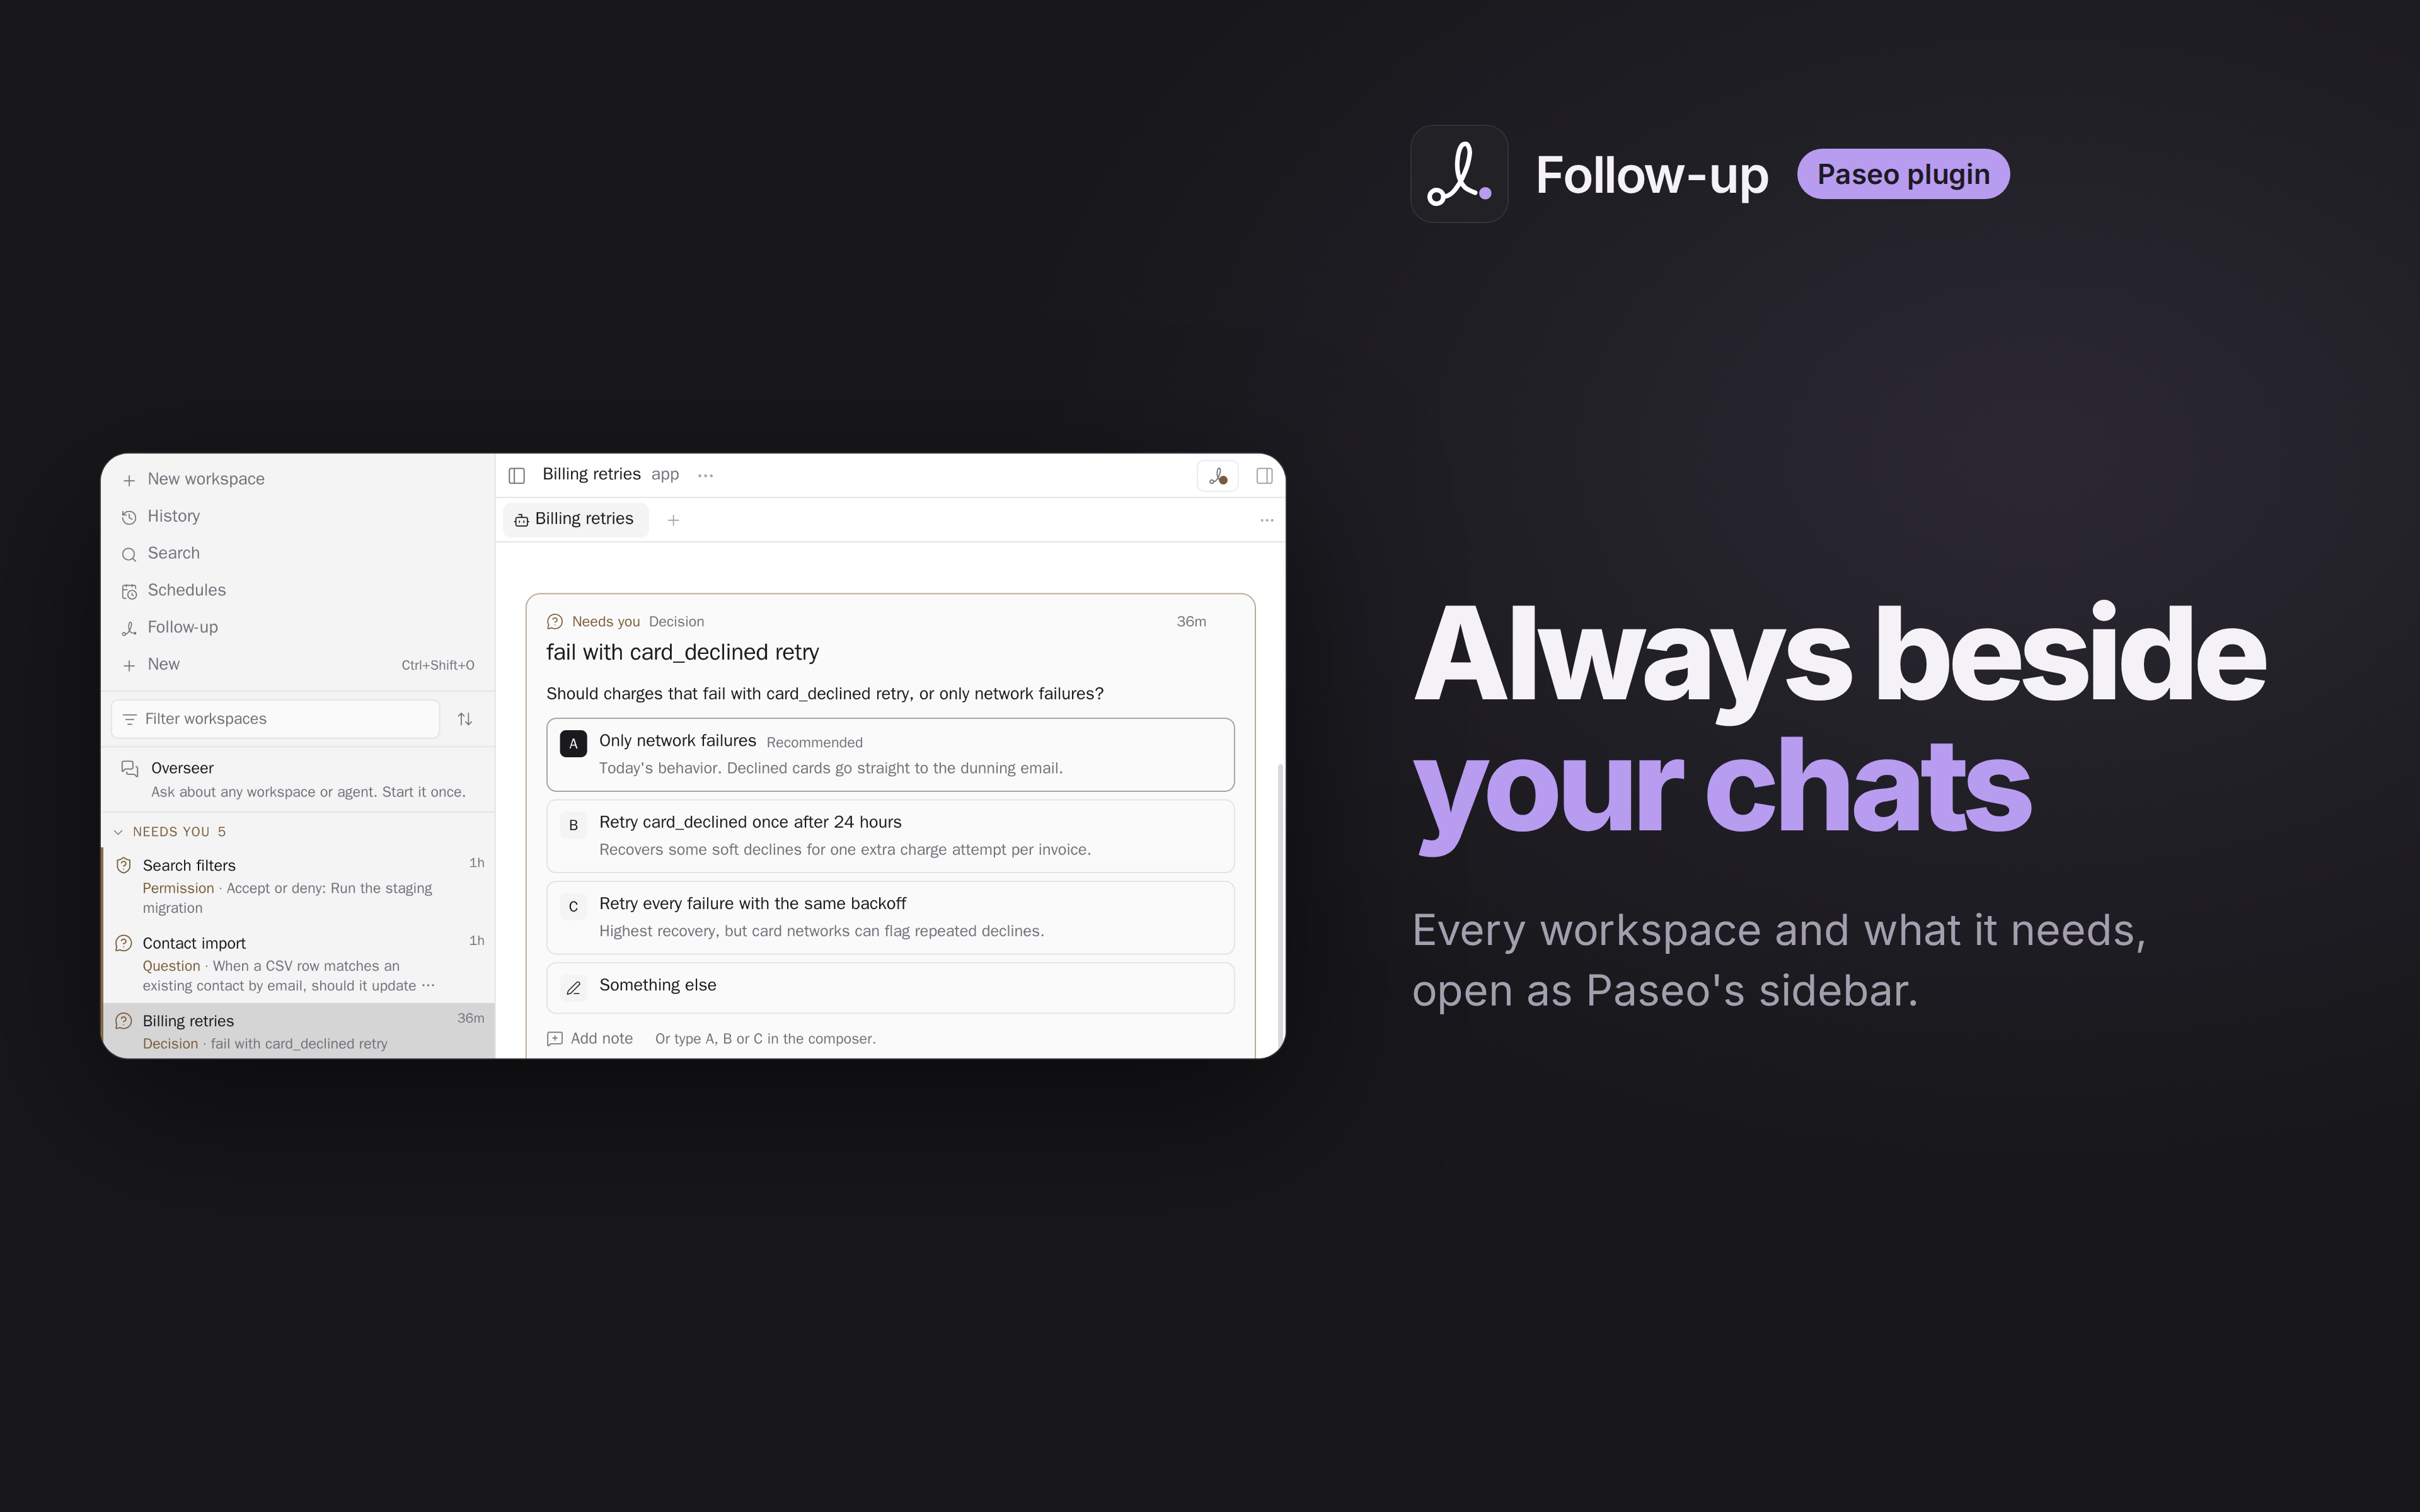 Follow-up
Paseo plugin
Always beside
your chats
Every workspace and what it needs,
open as Paseo's sidebar.
New workspace
History
Search
Schedules
Follow-up
New Ctrl+Shift+O
Filter workspaces
Overseer
Ask about any workspace or agent. Start it once.
NEEDS YOU 5
Search filters 1h
Permission · Accept or deny: Run the staging
migration
Contact import 1h
Question · When a CSV row matches an
existing contact by email, should it update ···
Billing retries 36m
Decision · fail with card_declined retry
Billing retries app ···
Billing retries
Needs you Decision 36m
fail with card_declined retry
Should charges that fail with card_declined retry, or only network failures?
A Only network failures Recommended
Today's behavior. Declined cards go straight to the dunning email.
B Retry card_declined once after 24 hours
Recovers some soft declines for one extra charge attempt per invoice.
C Retry every failure with the same backoff
Highest recovery, but card networks can flag repeated declines.
Something else
Add note Or type A, B or C in the composer.